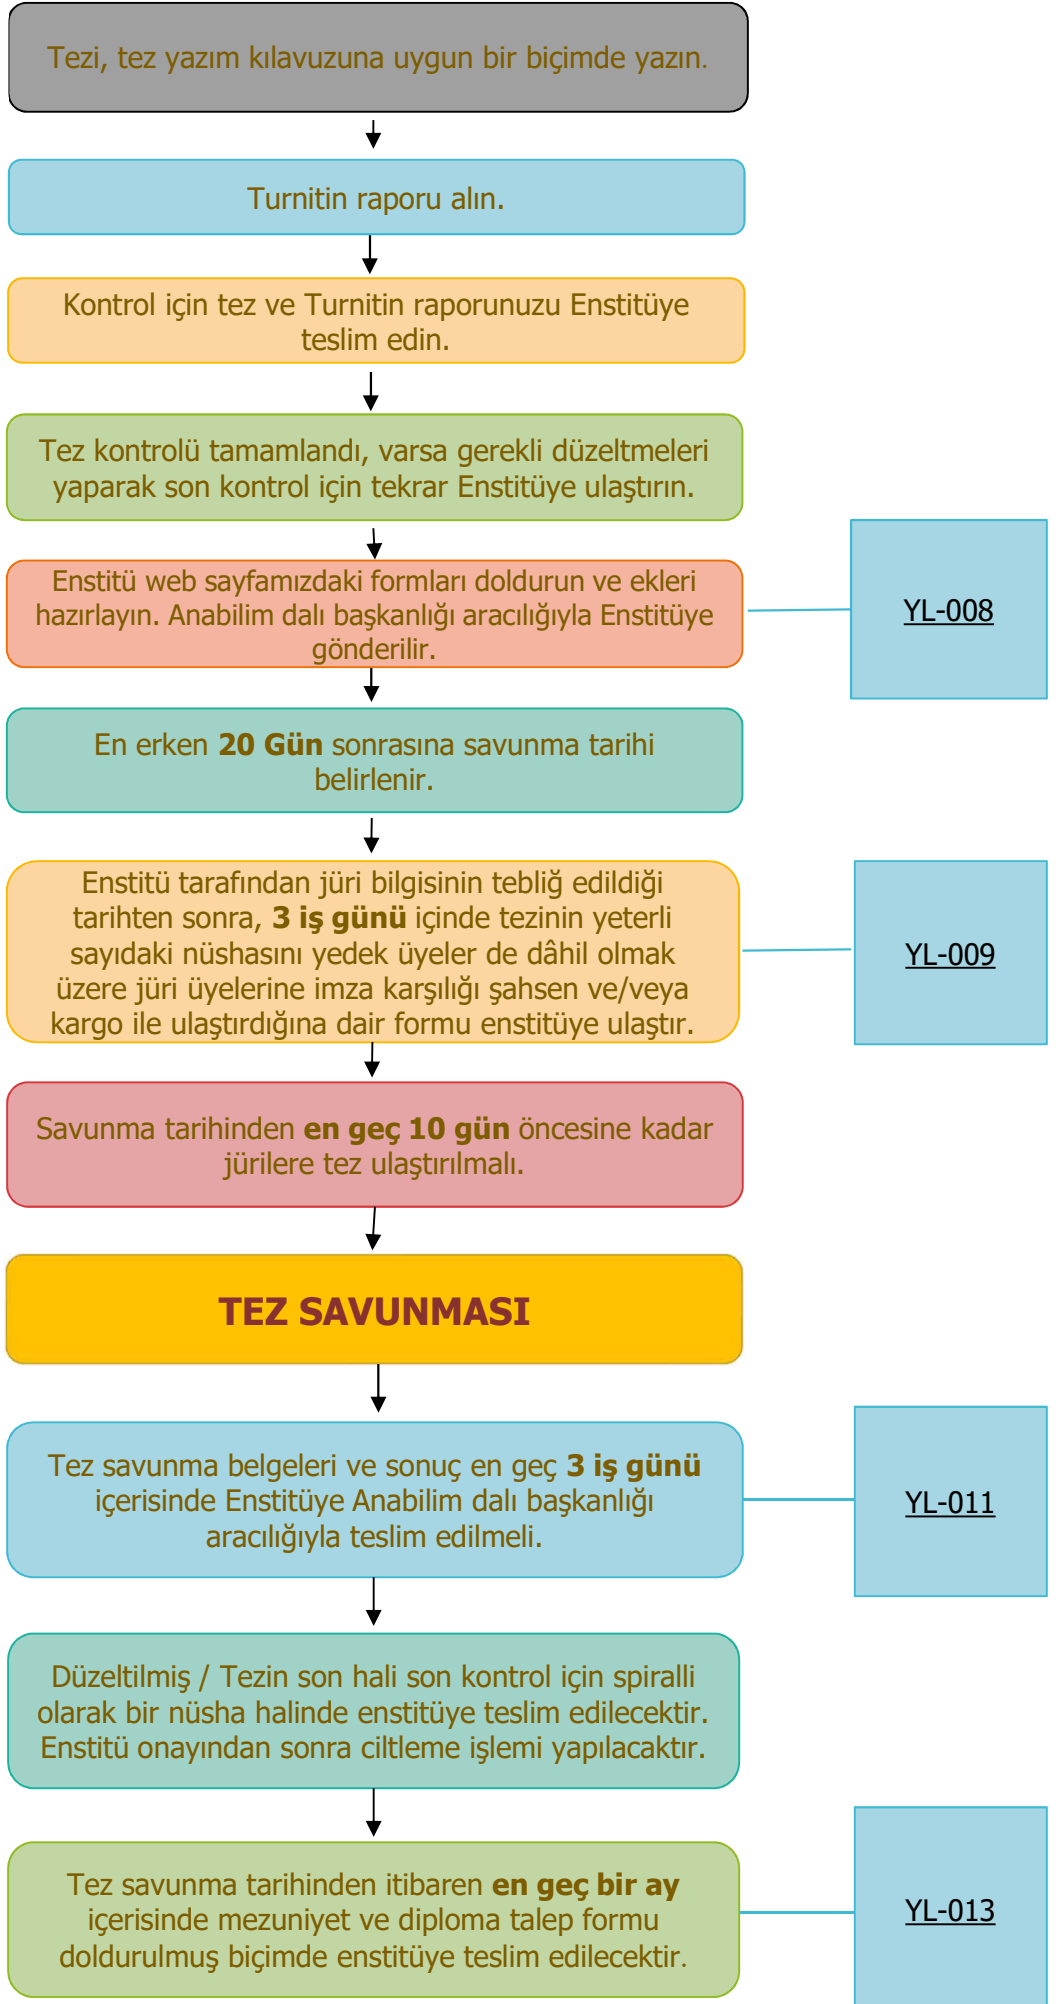 Tezi, tez yazım kılavuzuna uygun bir biçimde yazın.
Turnitin raporu alın.
Kontrol için tez ve Turnitin raporunuzu Enstitüye
teslim edin.
Tez kontrolü tamamlandı, varsa gerekli düzeltmeleri
yaparak son kontrol için tekrar Enstitüye ulaştırın.
Enstitü web sayfamızdaki formları doldurun ve ekleri
hazırlayın. Anabilim dalı başkanlığı aracılığıyla Enstitüye
gönderilir.
YL-008
En erken 20 Gün sonrasına savunma tarihi
belirlenir.
Enstitü tarafından jüri bilgisinin tebliğ edildiği
tarihten sonra, 3 iş günü içinde tezinin yeterli
sayıdaki nüshasını yedek üyeler de dâhil olmak
üzere jüri üyelerine imza karşılığı şahsen ve/veya
kargo ile ulaştırdığına dair formu enstitüye ulaştır.
YL-009
Savunma tarihinden en geç 10 gün öncesine kadar
jürilere tez ulaştırılmalı.
TEZ SAVUNMASI
Tez savunma belgeleri ve sonuç en geç 3 iş günü
içerisinde Enstitüye Anabilim dalı başkanlığı
aracılığıyla teslim edilmeli.
YL-011
Düzeltilmiş / Tezin son hali son kontrol için spiralli
olarak bir nüsha halinde enstitüye teslim edilecektir.
Enstitü onayından sonra ciltleme işlemi yapılacaktır.
Tez savunma tarihinden itibaren en geç bir ay
içerisinde mezuniyet ve diploma talep formu
doldurulmuş biçimde enstitüye teslim edilecektir.
YL-013